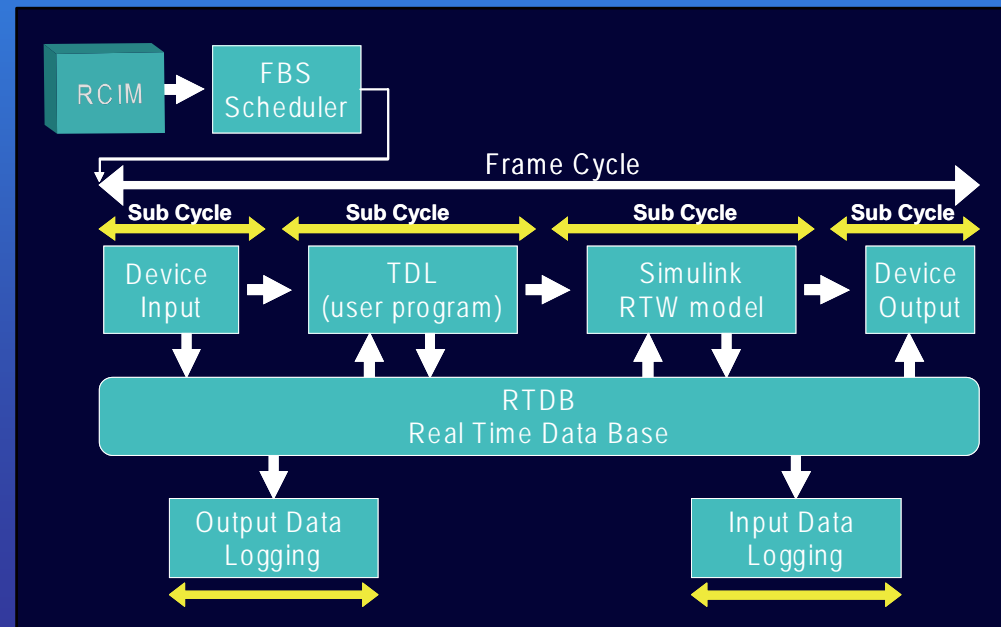 RCIM
FBS
Scheduler
Frame Cycle
Sub Cycle
Sub Cycle
Sub Cycle
Sub Cycle
Device
Input
TDL
(user program)
Simulink
RTW model
Device
Output
RTDB
Real Time Data Base
Output Data
Logging
Input Data
Logging